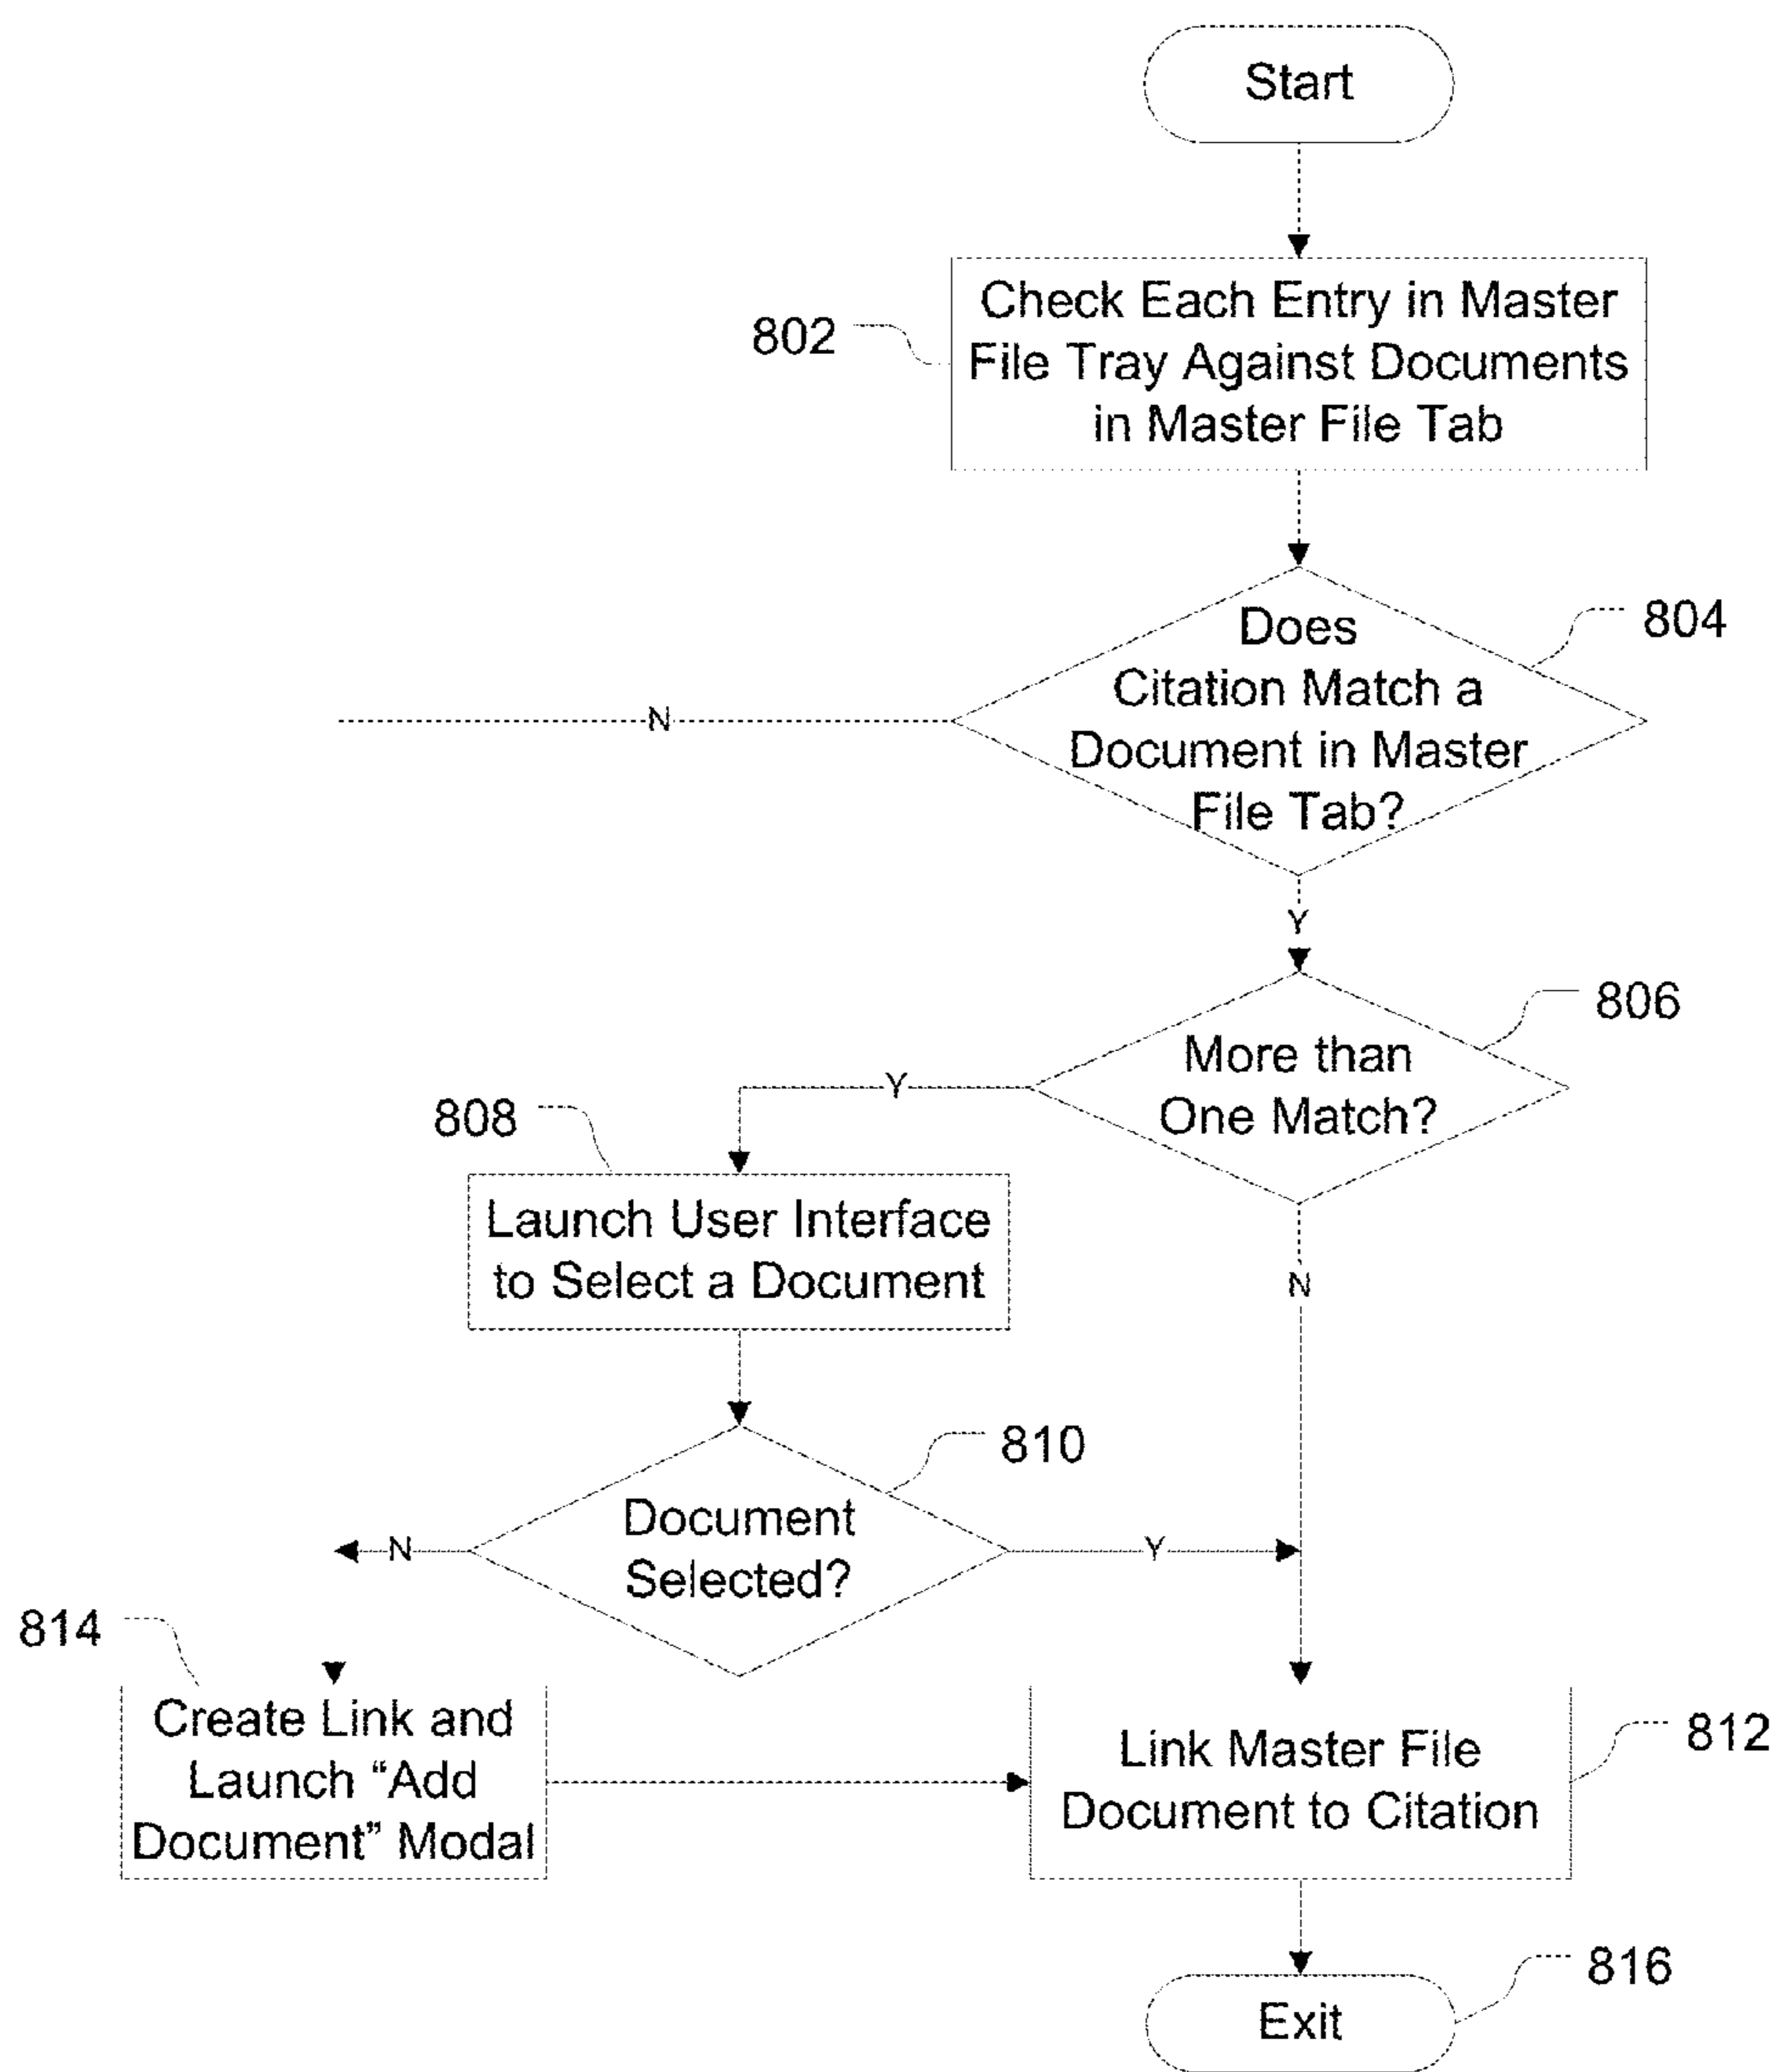 Start
802
Check Each Entry in Master
File Tray Against Documents
in Master File Tab
804
Does
Citation Match a
Document in Master
File Tab?
N
Y
806
More than
One Match?
Y
808
Launch User Interface
to Select a Document
N
810
Document
Selected?
N
Y
814
Create Link and
Launch “Add
Document” Modal
812
Link Master File
Document to Citation
816
Exit